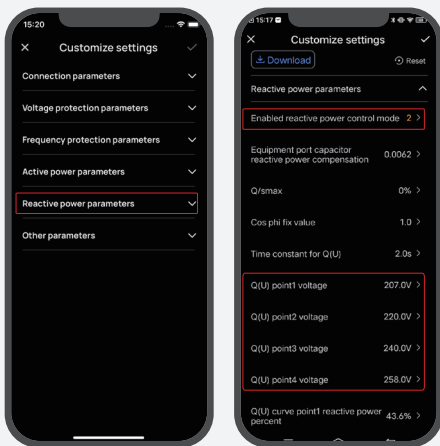 15:20
Customize settings
Connection parameters
Voltage protection parameters
Frequency protection parameters
Active power parameters
Reactive power parameters
Other parameters
15:17
Customize settings
Download
Reset
Reactive power parameters
Enabled reactive power control mode 2
Equipment port capacitor
reactive power compensation 0.0062
Q/smax 0%
Cos phi fix value 1.0
Time constant for Q(U) 2.0s
Q(U) point1 voltage 207.0V
Q(U) point2 voltage 220.0V
Q(U) point3 voltage 240.0V
Q(U) point4 voltage 258.0V
Q(U) curve point1 reactive power
percent 43.6%